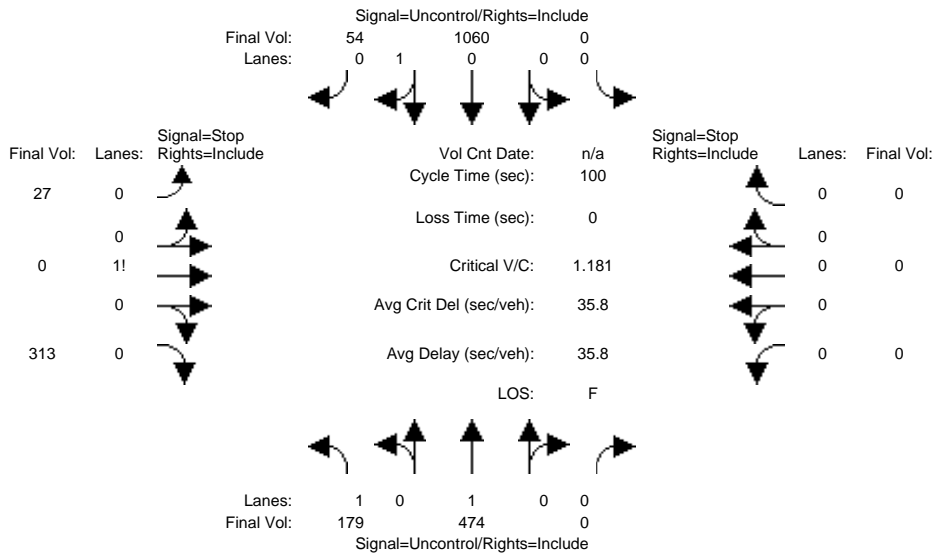 Signal=Uncontrol/Rights=Include
Final Vol: 54 1060 0
Lanes: 0 1 0 0 0
Signal=Stop Signal=Stop
Final Vol: Lanes: Rights=Include Vol Cnt Date: n/a Rights=Include Lanes: Final Vol:
Cycle Time (sec): 100
27 0 0 0
Loss Time (sec): 0
0 0
0 1! Critical V/C: 1.181 0 0
0 Avg Crit Del (sec/veh): 35.8 0
313 0 Avg Delay (sec/veh): 35.8 0 0
LOS: F
Lanes: 1 0 1 0 0
Final Vol: 179 474 0
Signal=Uncontrol/Rights=Include